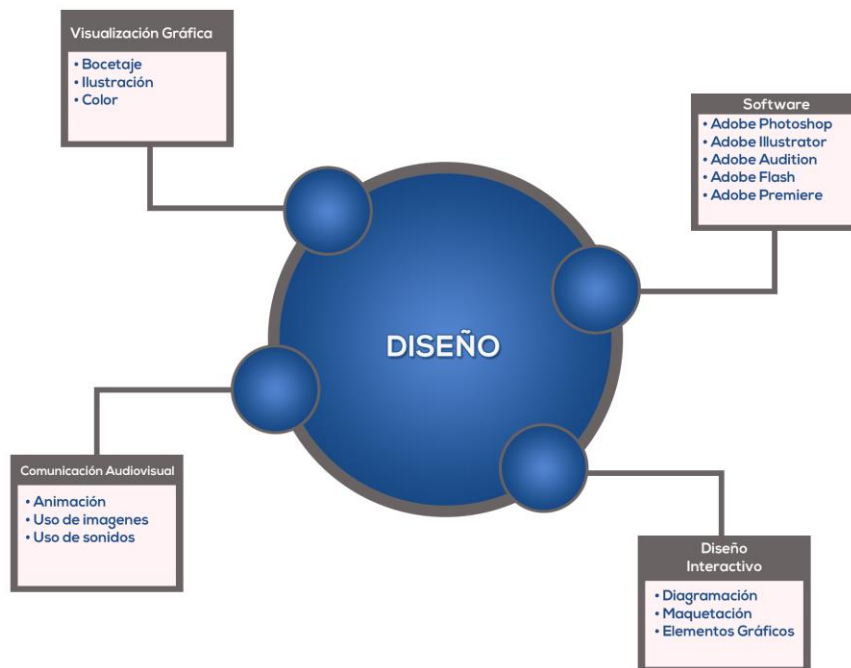 Visualización Gráfica
• Bocetaje
• Ilustración
• Color
Software
• Adobe Photoshop
• Adobe Illustrator
• Adobe Audition
• Adobe Flash
• Adobe Premiere
DISEÑO
Comunicación Audiovisual
• Animación
• Uso de imagenes
• Uso de sonidos
Diseño
Interactivo
• Diagramación
• Maquetación
• Elementos Gráficos